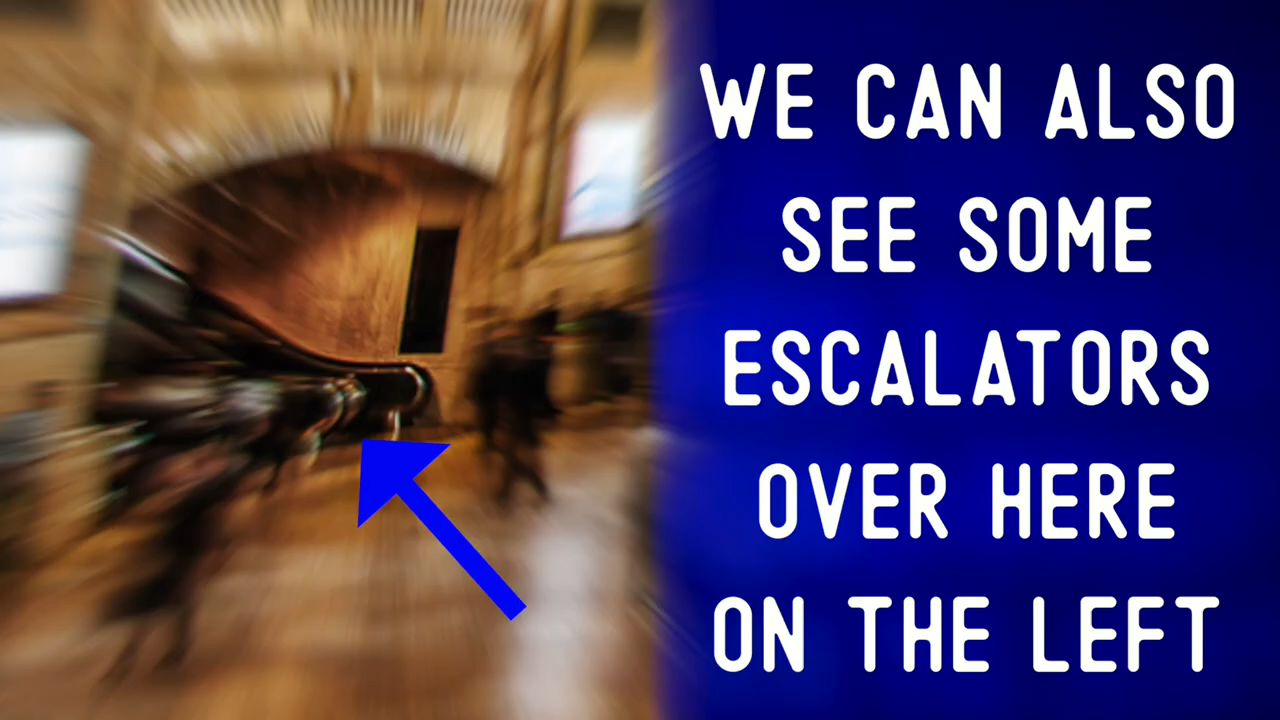 WE CAN ALSO
SEE SOME
ESCALATORS
OVER HERE
ON THE LEFT